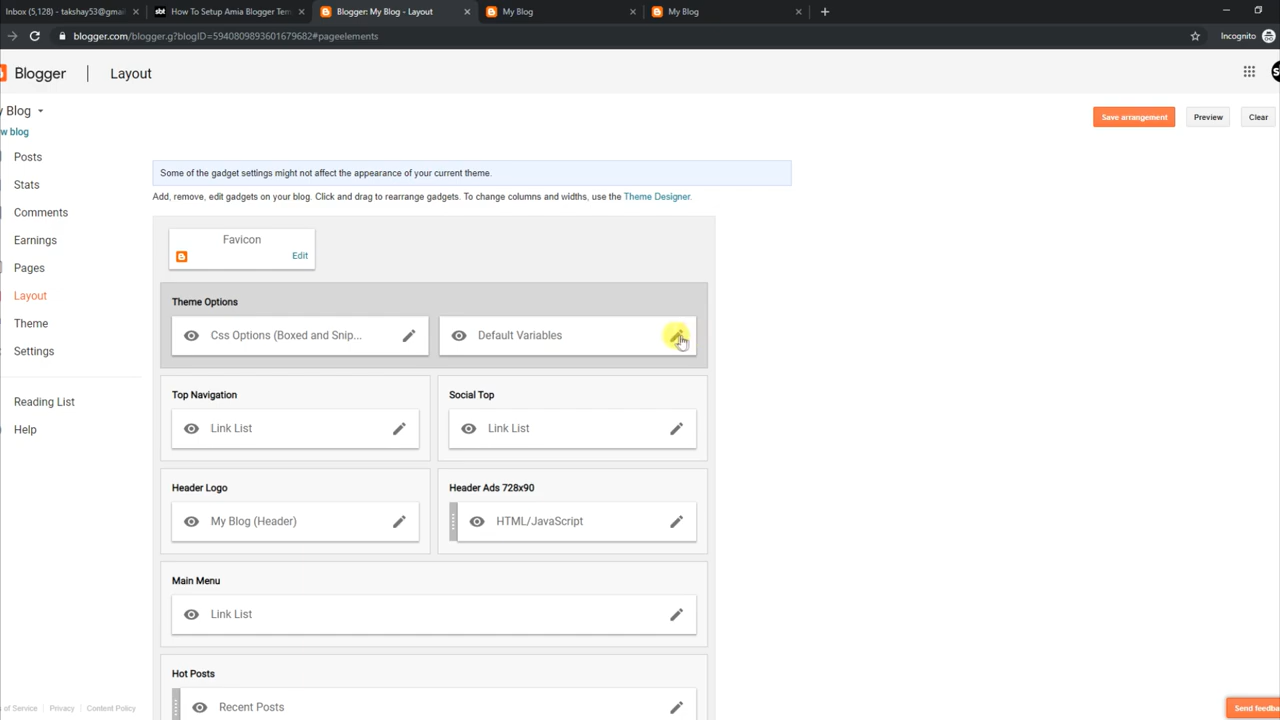 Inbox (5,128) - takshay53@gmail
sbt How To Setup Amia Blogger Tem
Blogger: My Blog - Layout
My Blog
My Blog
blogger.com/blogger.g?blogID=5940809893601679682#pageelements
Incognito
Blogger | Layout
y Blog
w blog
Save arrangement
Preview
Clear
Posts
Stats
Comments
Earnings
Pages
Layout
Theme
Settings
Reading List
Help
Some of the gadget settings might not affect the appearance of your current theme.
Add, remove, edit gadgets on your blog. Click and drag to rearrange gadgets. To change columns and widths, use the Theme Designer.
Favicon
Edit
Theme Options
Css Options (Boxed and Snip...
Default Variables
Top Navigation
Link List
Social Top
Link List
Header Logo
My Blog (Header)
Header Ads 728x90
HTML/JavaScript
Main Menu
Link List
Hot Posts
Recent Posts
of Service | Privacy | Content Policy
Send feedba